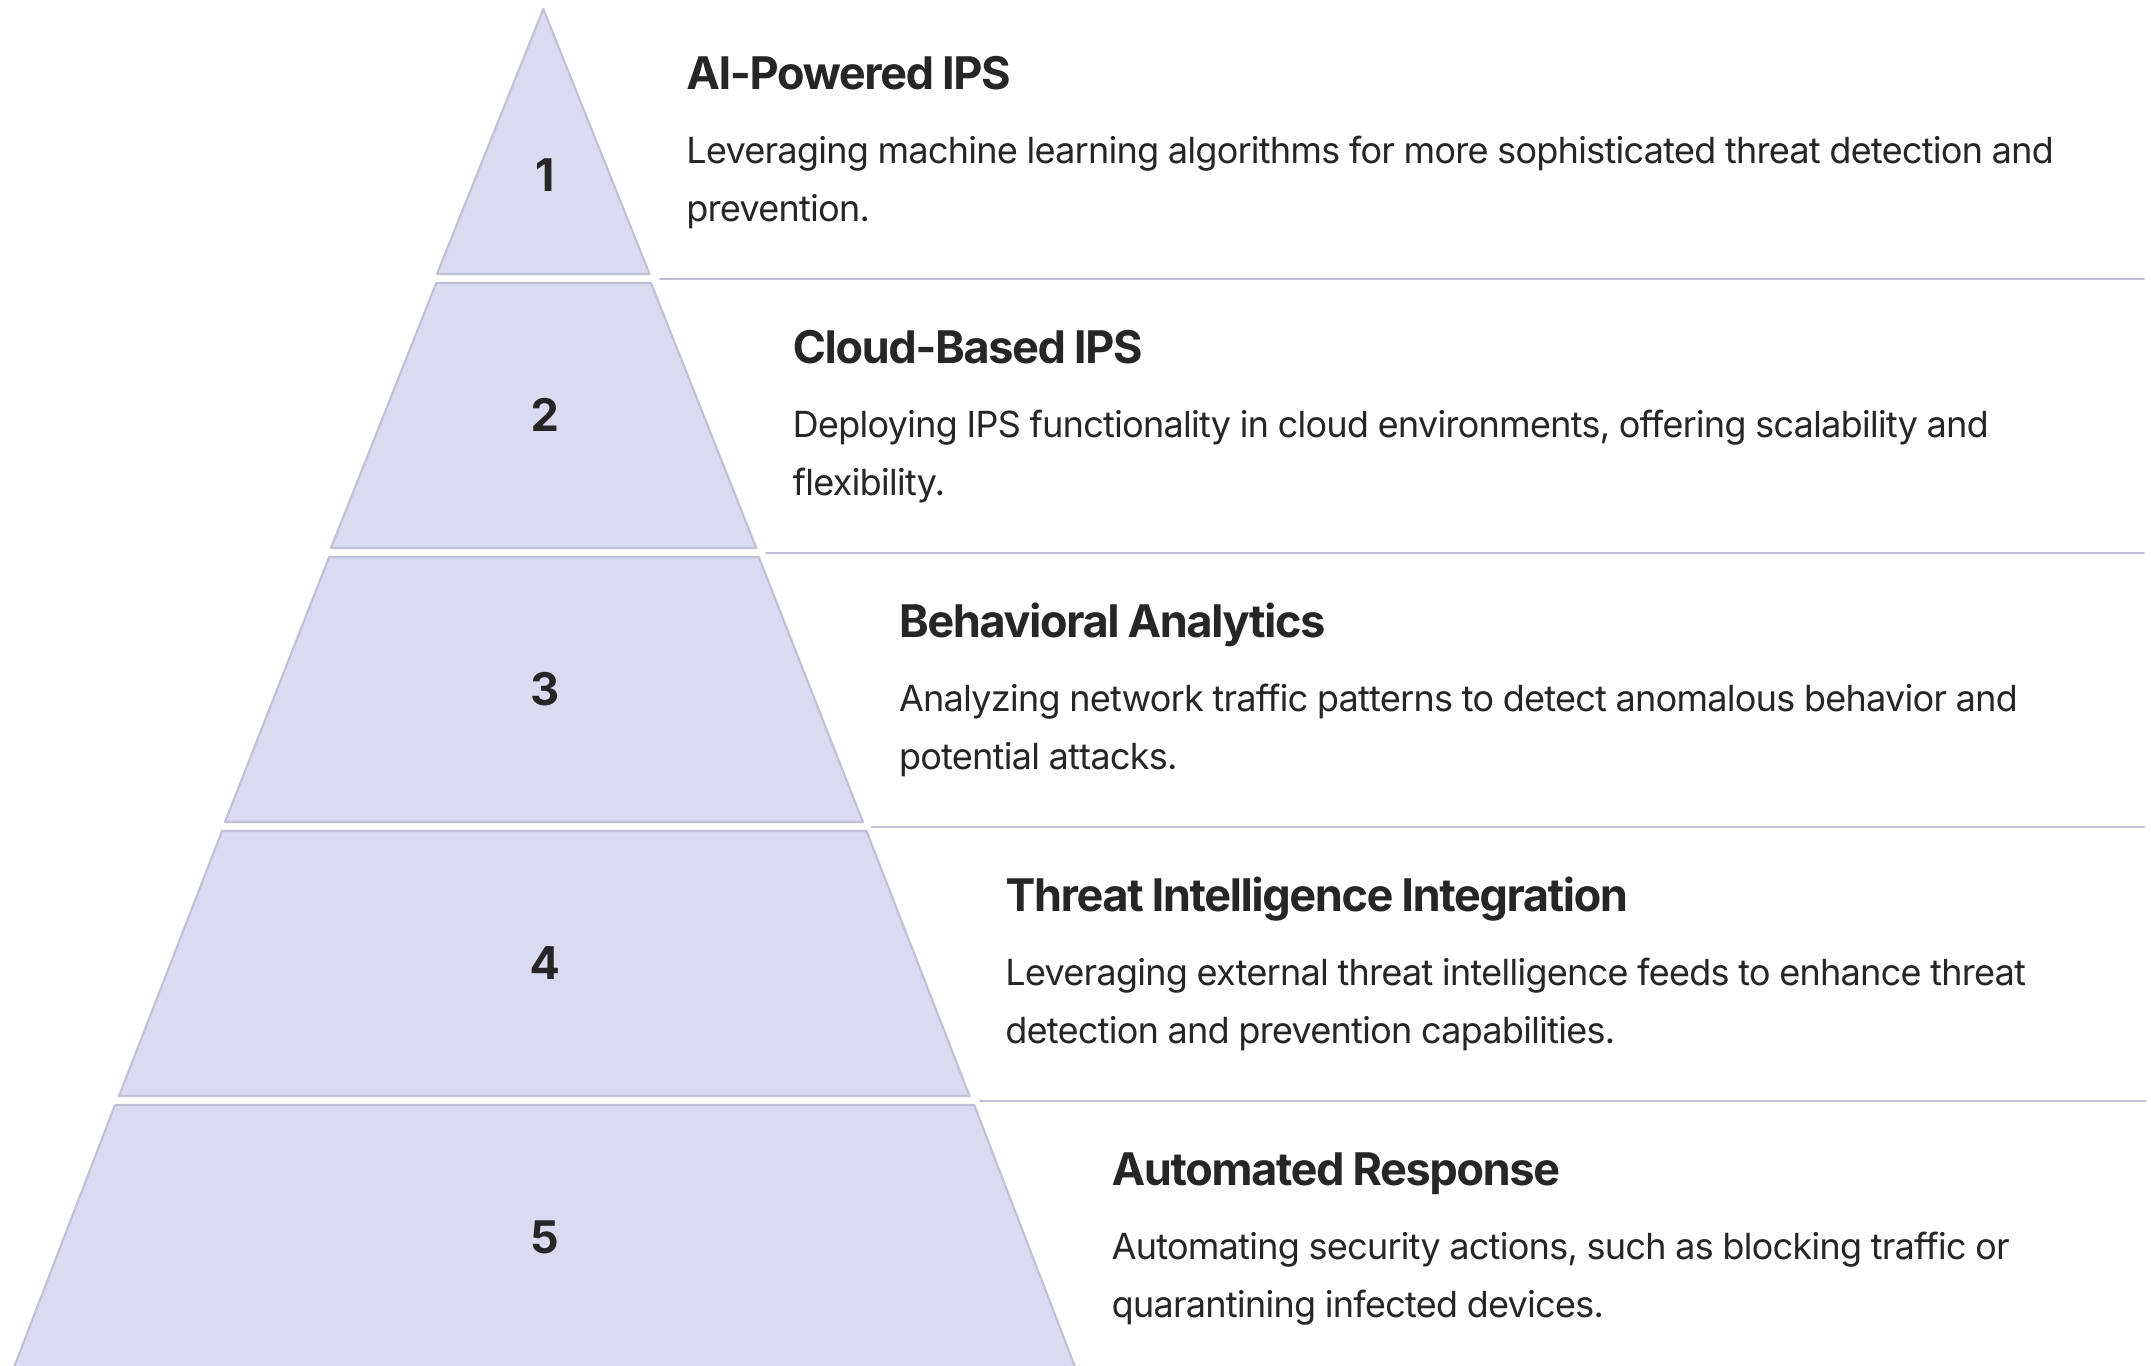 AI-Powered IPS
1
Leveraging machine learning algorithms for more sophisticated threat detection and
prevention.
Cloud-Based IPS
2
Deploying IPS functionality in cloud environments, offering scalability and
flexibility.
Behavioral Analytics
3
Analyzing network traffic patterns to detect anomalous behavior and
potential attacks.
Threat Intelligence Integration
4
Leveraging external threat intelligence feeds to enhance threat
detection and prevention capabilities.
Automated Response
5
Automating security actions, such as blocking traffic or
quarantining infected devices.